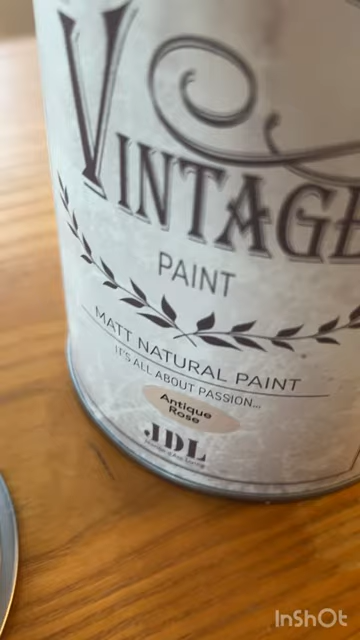 VINTAGE
PAINT
MATT NATURAL PAINT
IT'S ALL ABOUT PASSION...
Antique
Rose
JDL
InShOt